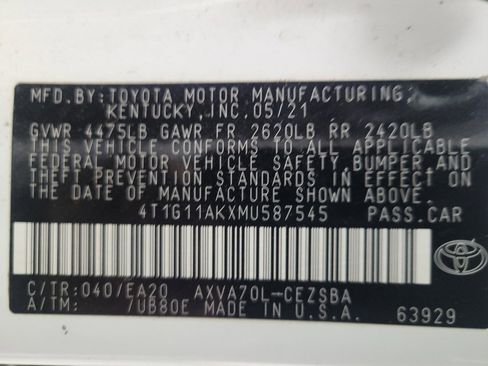 MFD.BY:TOYOTA MOTOR MANUFACTURING,
KENTUCKY,INC.05/21
GVWR 4475LB GAWR FR 2620LB RR 2420LB
THIS VEHICLE CONFORMS TO ALL APPLICABLE
FEDERAL MOTOR VEHICLE SAFETY,BUMPER,AND
THEFT PREVENTION STANDARDS IN EFFECT ON
THE DATE OF MANUFACTURE SHOWN ABOVE.
4T1G11AKXMU587545 PASS.CAR
C/TR:040/EA20 AXVA70L-CEZSBA
A/TM: /UB80E MADE IN U.S.A. 63929
TOYOTA